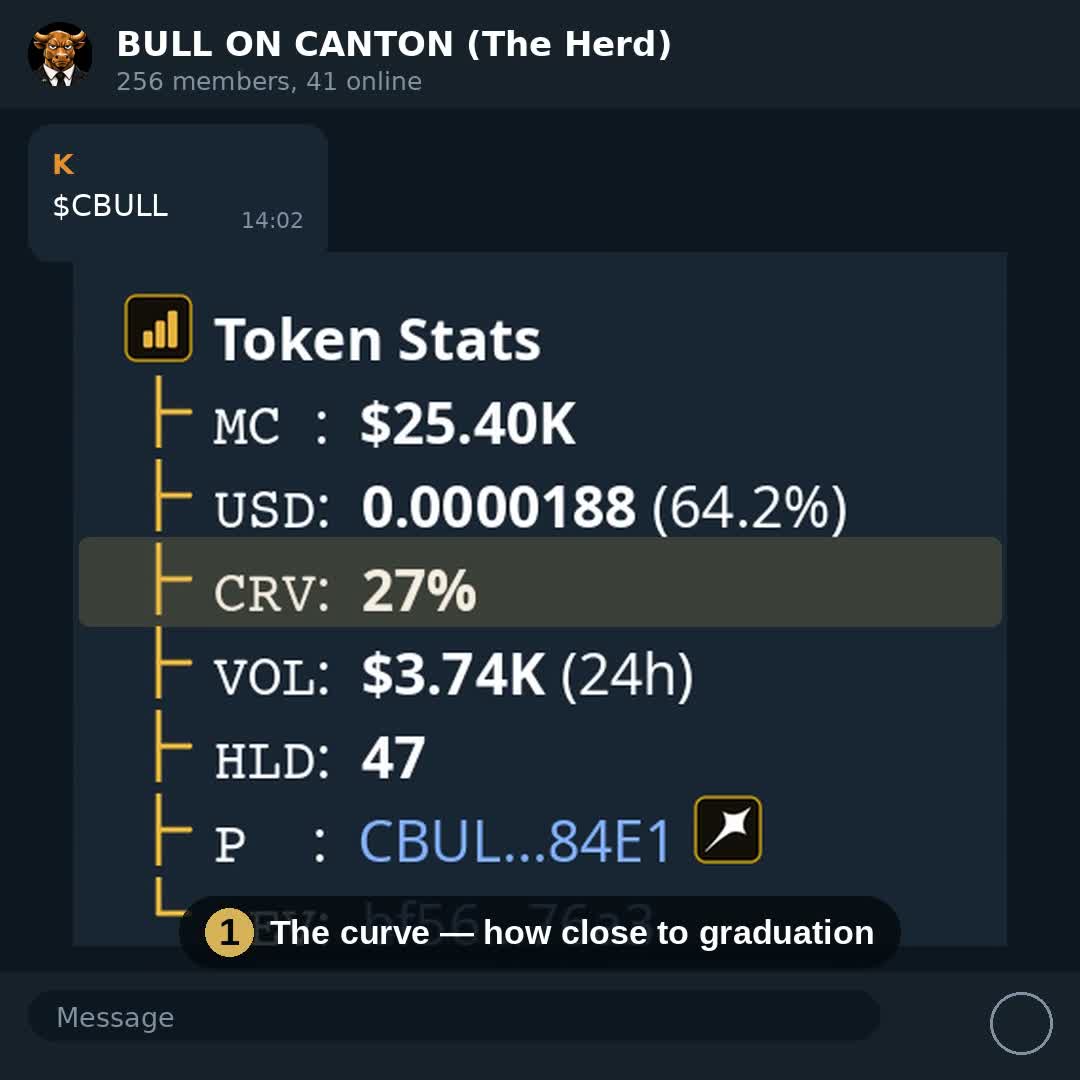 BULL ON CANTON (The Herd)
256 members, 41 online
K
$CBULL
14:02
Token Stats
MC : $25.40K
USD: 0.0000188 (64.2%)
CRV: 27%
VOL: $3.74K (24h)
HLD: 47
P : CBUL...84E1
1 The curve — how close to graduation
Message